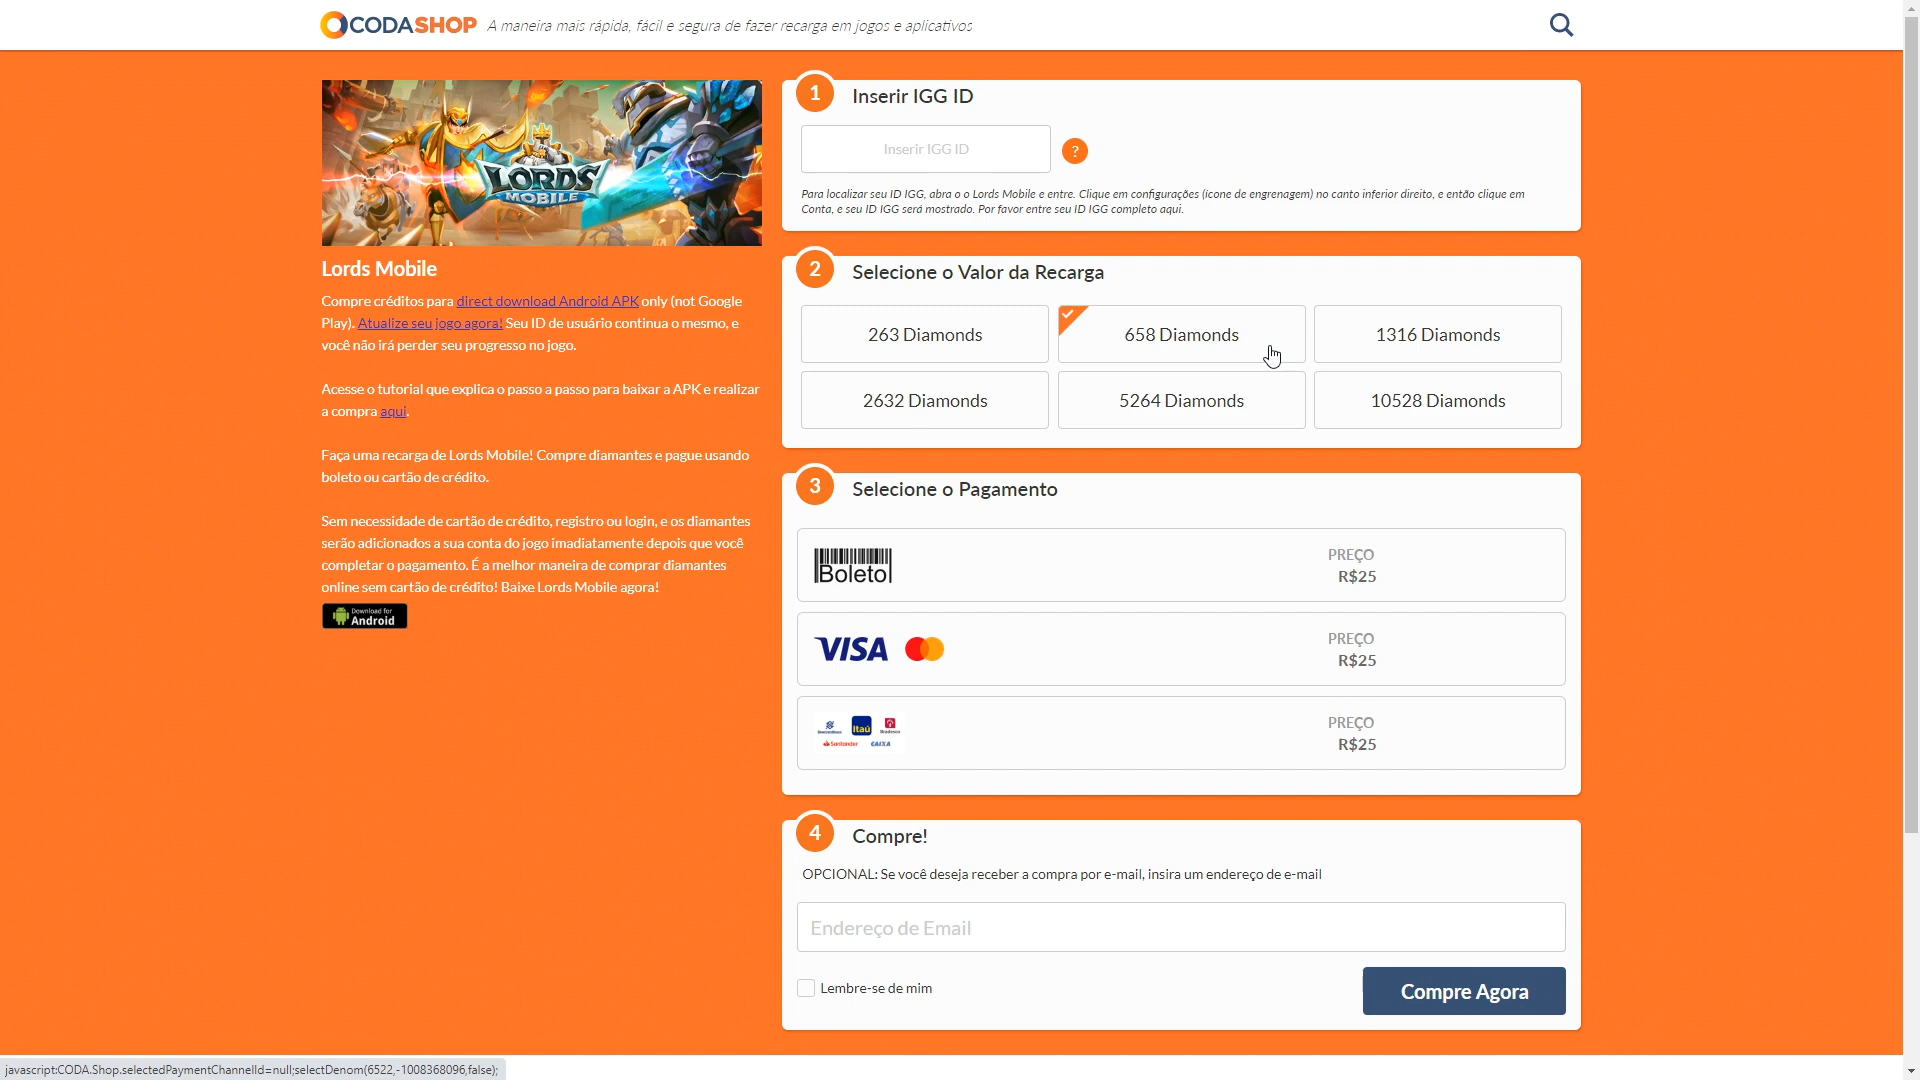 CODASHOP A maneira mais rápida, fácil e segura de fazer recarga em jogos e aplicativos
LORDS
MOBILE
Lords Mobile
Compre créditos para direct download Android APK only (not Google
Play). Atualize seu jogo agora! Seu ID de usuário continua o mesmo, e
você não irá perder seu progresso no jogo.
Acesse o tutorial que explica o passo a passo para baixar a APK e realizar
a compra aqui.
Faça uma recarga de Lords Mobile! Compre diamantes e pague usando
boleto ou cartão de crédito.
Sem necessidade de cartão de crédito, registro ou login, e os diamantes
serão adicionados a sua conta do jogo imadiatamente depois que você
completar o pagamento. É a melhor maneira de comprar diamantes
online sem cartão de crédito! Baixe Lords Mobile agora!
Download for
Android
1 Inserir IGG ID
Inserir IGG ID ?
Para localizar seu ID IGG, abra o o Lords Mobile e entre. Clique em configurações (ícone de engrenagem) no canto inferior direito, e então clique em
Conta, e seu ID IGG será mostrado. Por favor entre seu ID IGG completo aqui.
2 Selecione o Valor da Recarga
263 Diamonds 658 Diamonds 1316 Diamonds
2632 Diamonds 5264 Diamonds 10528 Diamonds
3 Selecione o Pagamento
Boleto PREÇO
R$25
VISA PREÇO
R$25
Itaú Bradesco PREÇO
Santander CAIXA R$25
4 Compre!
OPCIONAL: Se você deseja receber a compra por e-mail, insira um endereço de e-mail
Endereço de Email
Lembre-se de mim Compre Agora
javascript:CODA.Shop.selectedPaymentChannelId=null;selectDenom(6522,-1008368096,false);